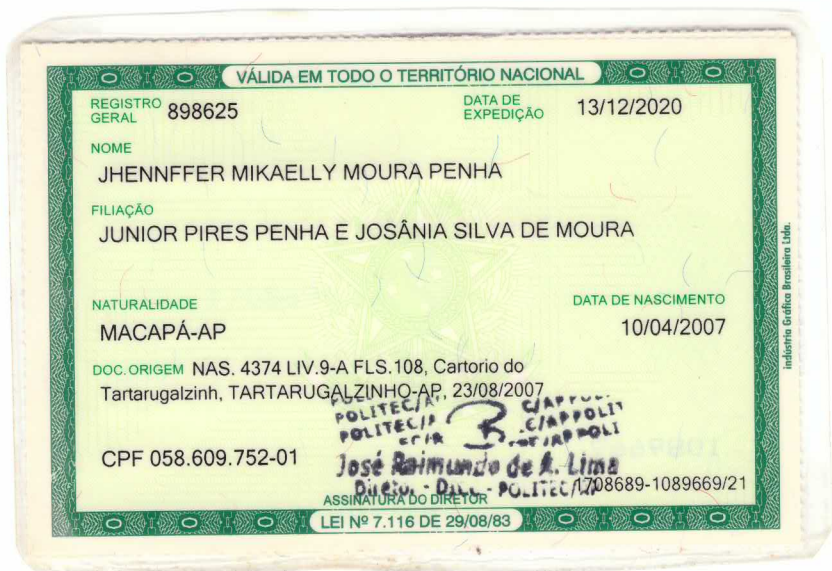 VÁLIDA EM TODO O TERRITÓRIO NACIONAL
REGISTRO GERAL 898625 DATA DE EXPEDIÇÃO 13/12/2020
NOME
JHENNFFER MIKAELLY MOURA PENHA
FILIAÇÃO
JUNIOR PIRES PENHA E JOSÂNIA SILVA DE MOURA
NATURALIDADE DATA DE NASCIMENTO
MACAPÁ-AP 10/04/2007
DOC. ORIGEM NAS. 4374 LIV.9-A FLS.108, Cartorio do
Tartarugalzinh, TARTARUGALZINHO-AP, 23/08/2007
CPF 058.609.752-01
José Raimundo de A. Lima
Diretor - - POLITEC/AP
1708689-1089669/21
ASSINATURA DO DIRETOR
LEI Nº 7.116 DE 29/08/83
indústria Gráfica Brasileira Ltda.